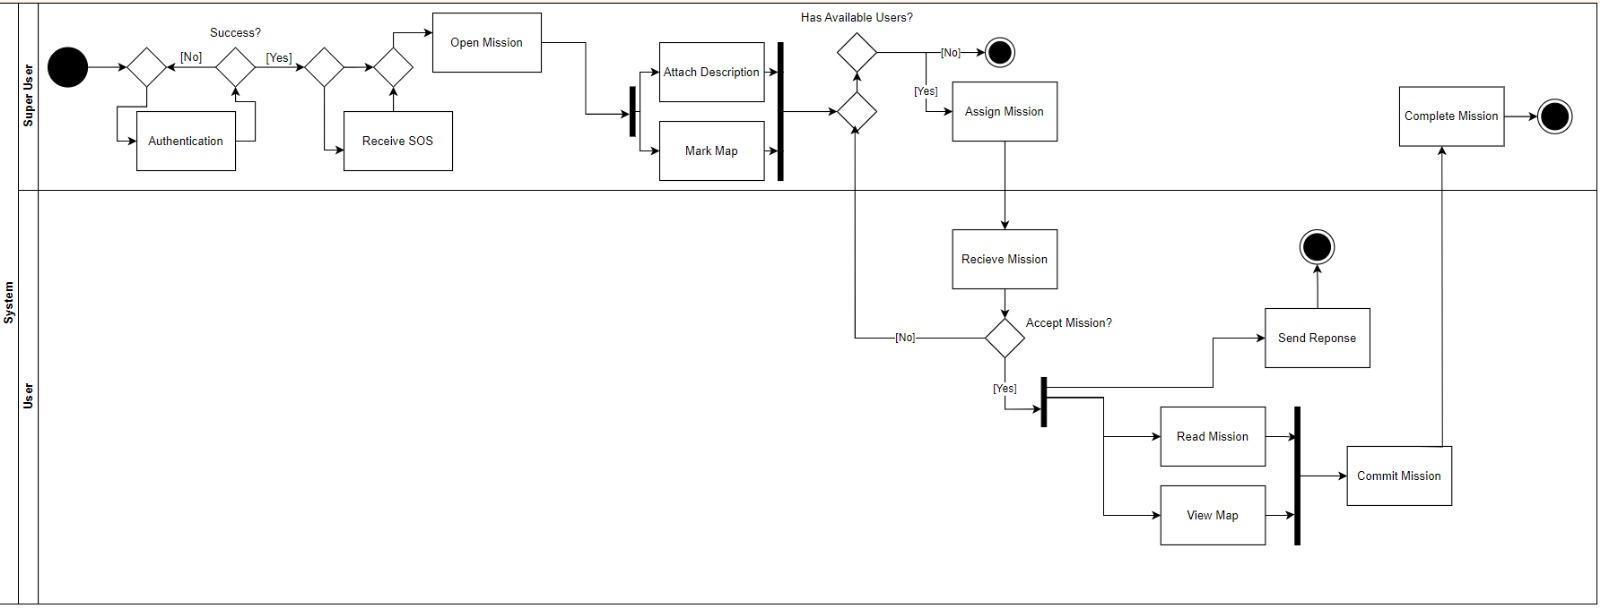 System
Super User
Success?
[No]
[Yes]
Authentication
Receive SOS
Open Mission
Attach Description
Mark Map
Has Available Users?
[No]
[Yes]
Assign Mission
Complete Mission
User
Recieve Mission
Accept Mission?
[No]
[Yes]
Send Reponse
Read Mission
View Map
Commit Mission